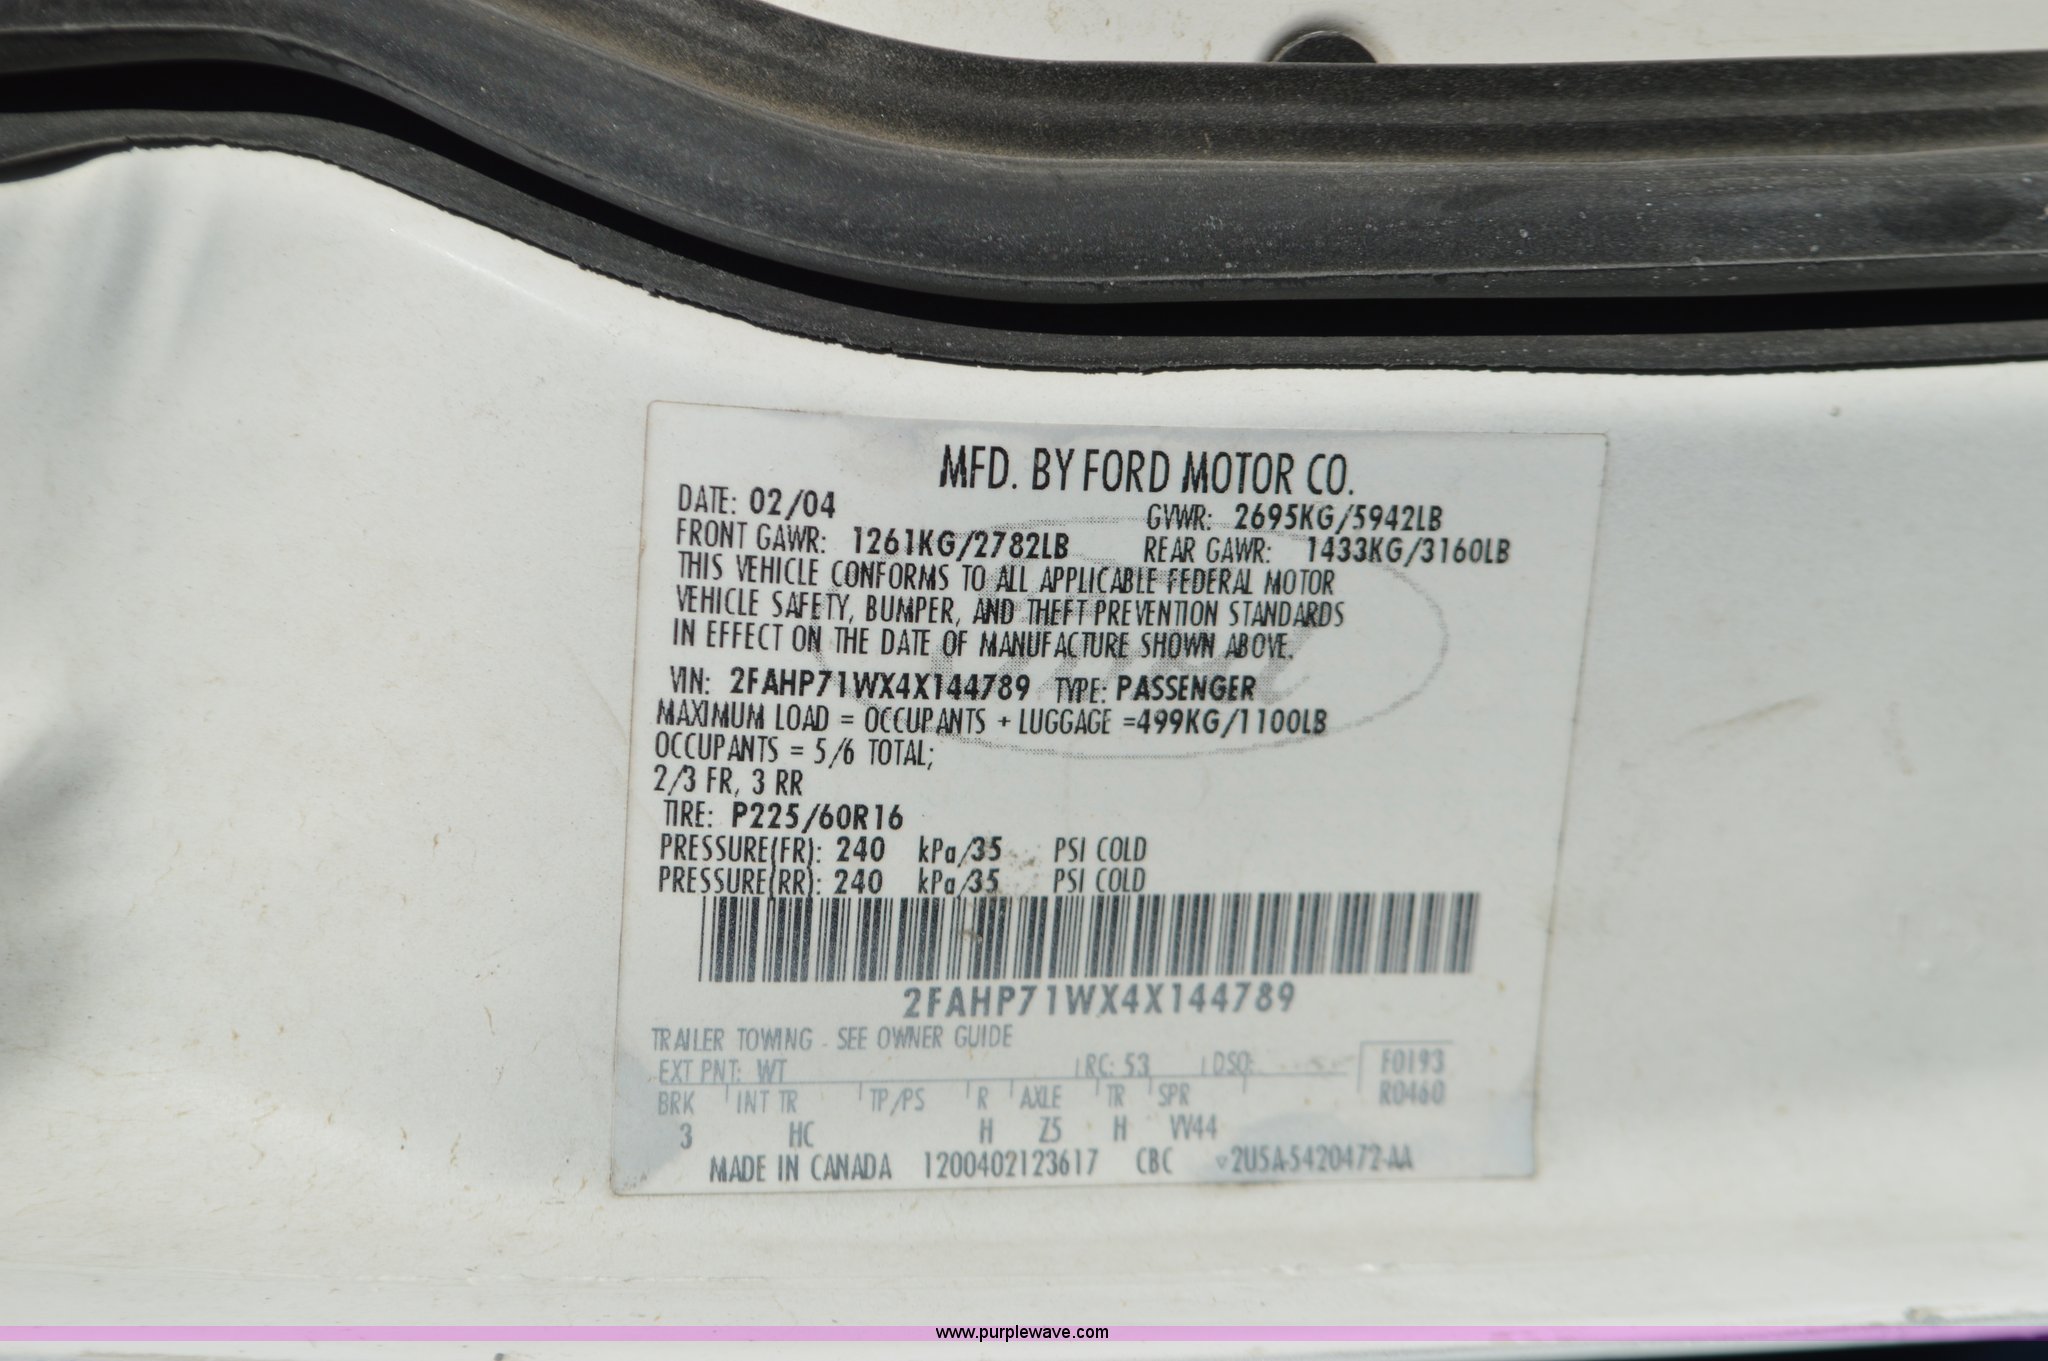 MFD. BY FORD MOTOR CO.
DATE: 02/04 GVWR: 2695KG/5942LB
FRONT GAWR: 1261KG/2782LB REAR GAWR: 1433KG/3160LB
THIS VEHICLE CONFORMS TO ALL APPLICABLE FEDERAL MOTOR
VEHICLE SAFETY, BUMPER, AND THEFT PREVENTION STANDARDS
IN EFFECT ON THE DATE OF MANUFACTURE SHOWN ABOVE.
VIN: 2FAHP71WX4X144789 TYPE: PASSENGER
MAXIMUM LOAD = OCCUPANTS + LUGGAGE =499KG/1100LB
OCCUPANTS = 5/6 TOTAL;
2/3 FR, 3 RR
TIRE: P225/60R16
PRESSURE(FR): 240 kPa/35 PSI COLD
PRESSURE(RR): 240 kPa/35 PSI COLD
2FAHP71WX4X144789
TRAILER TOWING - SEE OWNER GUIDE
EXT PNT: WT RC: 53 DSO: F0193
R0460
BRK INT TR TP/PS R AXLE TR SPR
3 HC H Z5 H VV44
MADE IN CANADA 1200402123617 CBC 2U5A-5420472-AA
www.purplewave.com